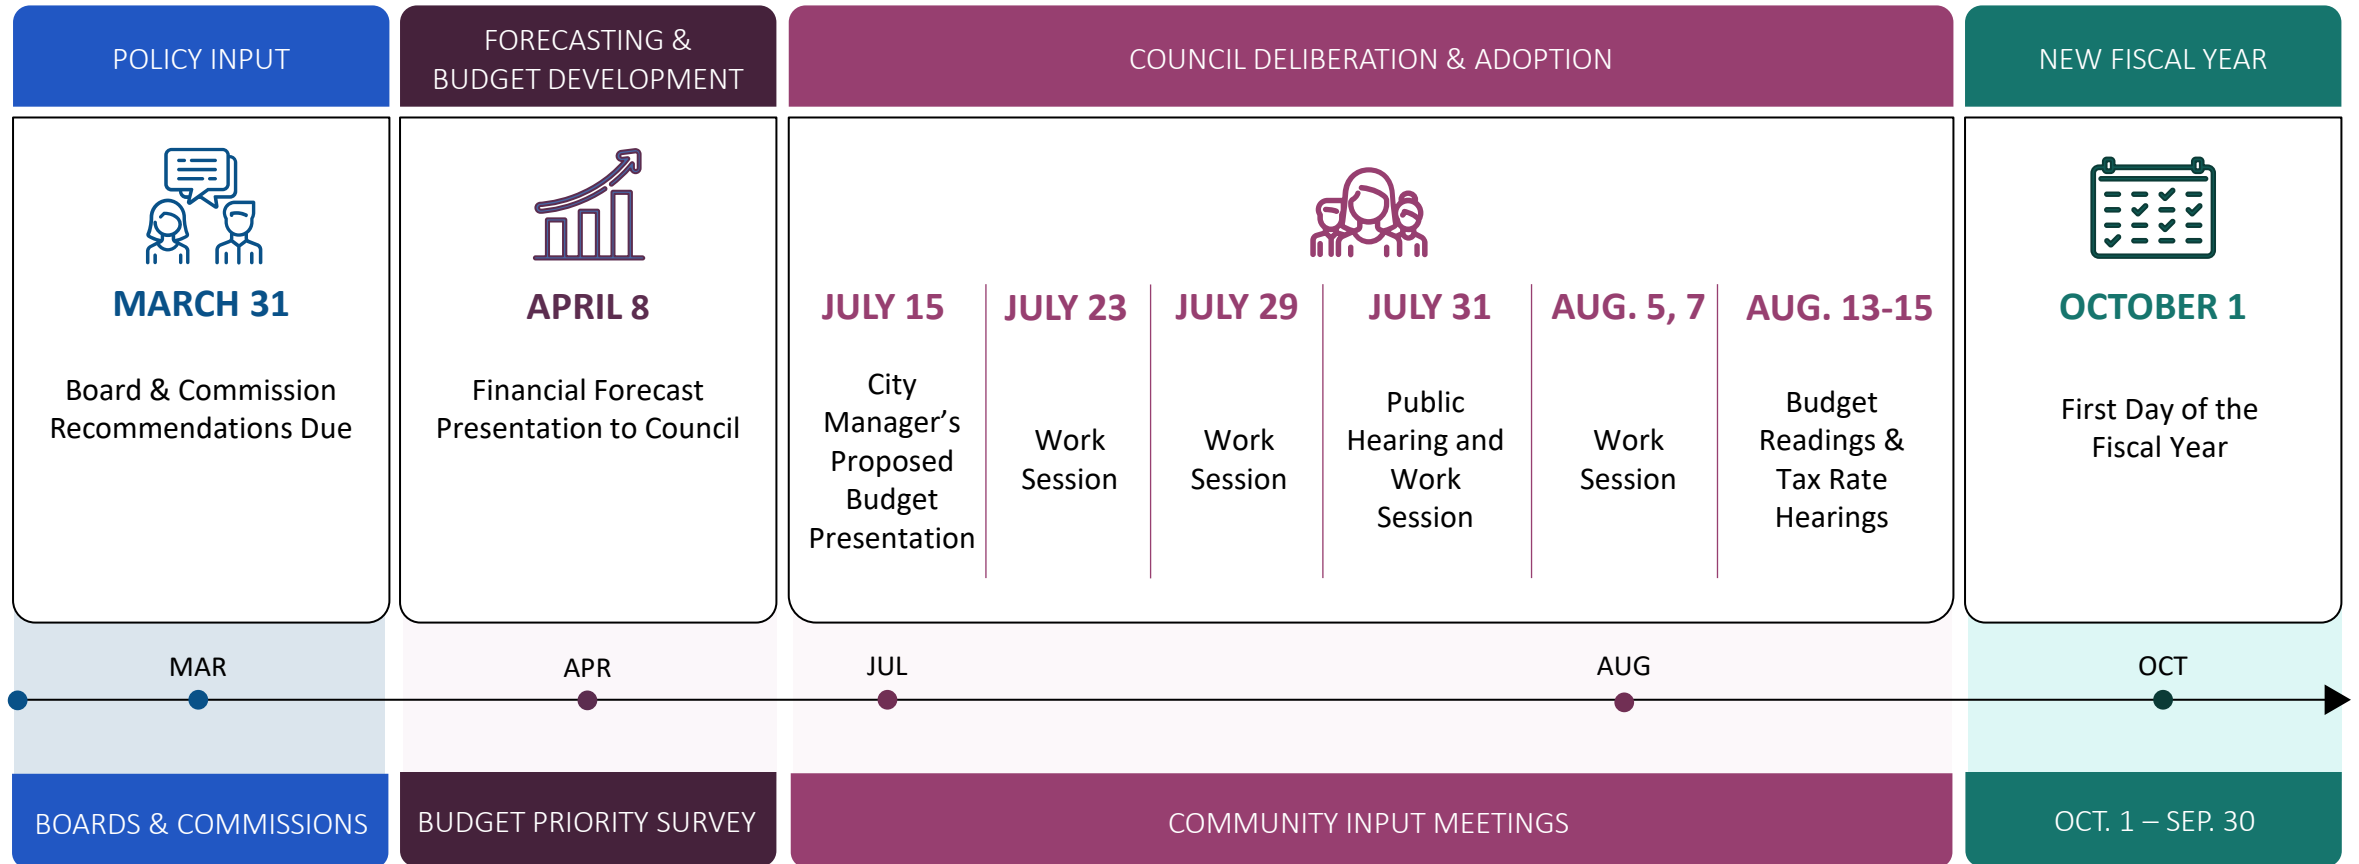 POLICY INPUT
FORECASTING &
BUDGET DEVELOPMENT
COUNCIL DELIBERATION & ADOPTION
NEW FISCAL YEAR
MARCH 31
Board & Commission
Recommendations Due
APRIL 8
Financial Forecast
Presentation to Council
JULY 15
City
Manager’s
Proposed
Budget
Presentation
JULY 23
Work
Session
JULY 29
Work
Session
JULY 31
Public
Hearing and
Work
Session
AUG. 5, 7
Work
Session
AUG. 13-15
Budget
Readings &
Tax Rate
Hearings
OCTOBER 1
First Day of the
Fiscal Year
MAR
APR
JUL
AUG
OCT
BOARDS & COMMISSIONS
BUDGET PRIORITY SURVEY
COMMUNITY INPUT MEETINGS
OCT. 1 – SEP. 30